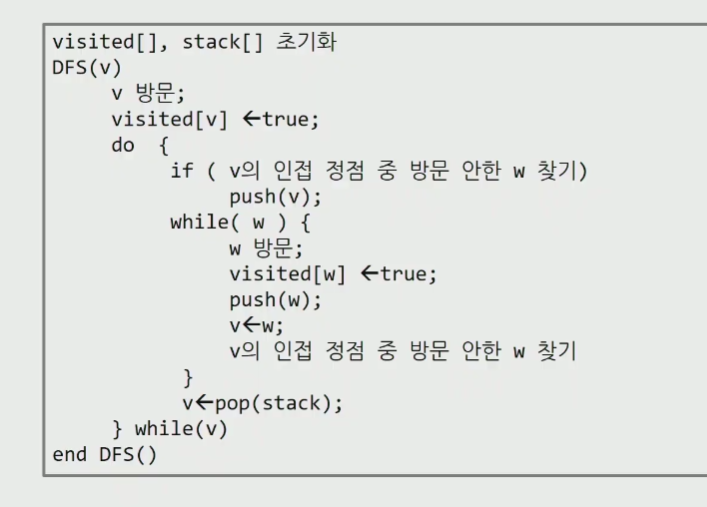 visited[], stack[] 초기화
DFS(v)
v 방문;
visited[v] ←true;
do {
if ( v의 인접 정점 중 방문 안한 w 찾기)
push(v);
while( w ) {
w 방문;
visited[w] ←true;
push(w);
v←w;
v의 인접 정점 중 방문 안한 w 찾기
}
v←pop(stack);
} while(v)
end DFS()